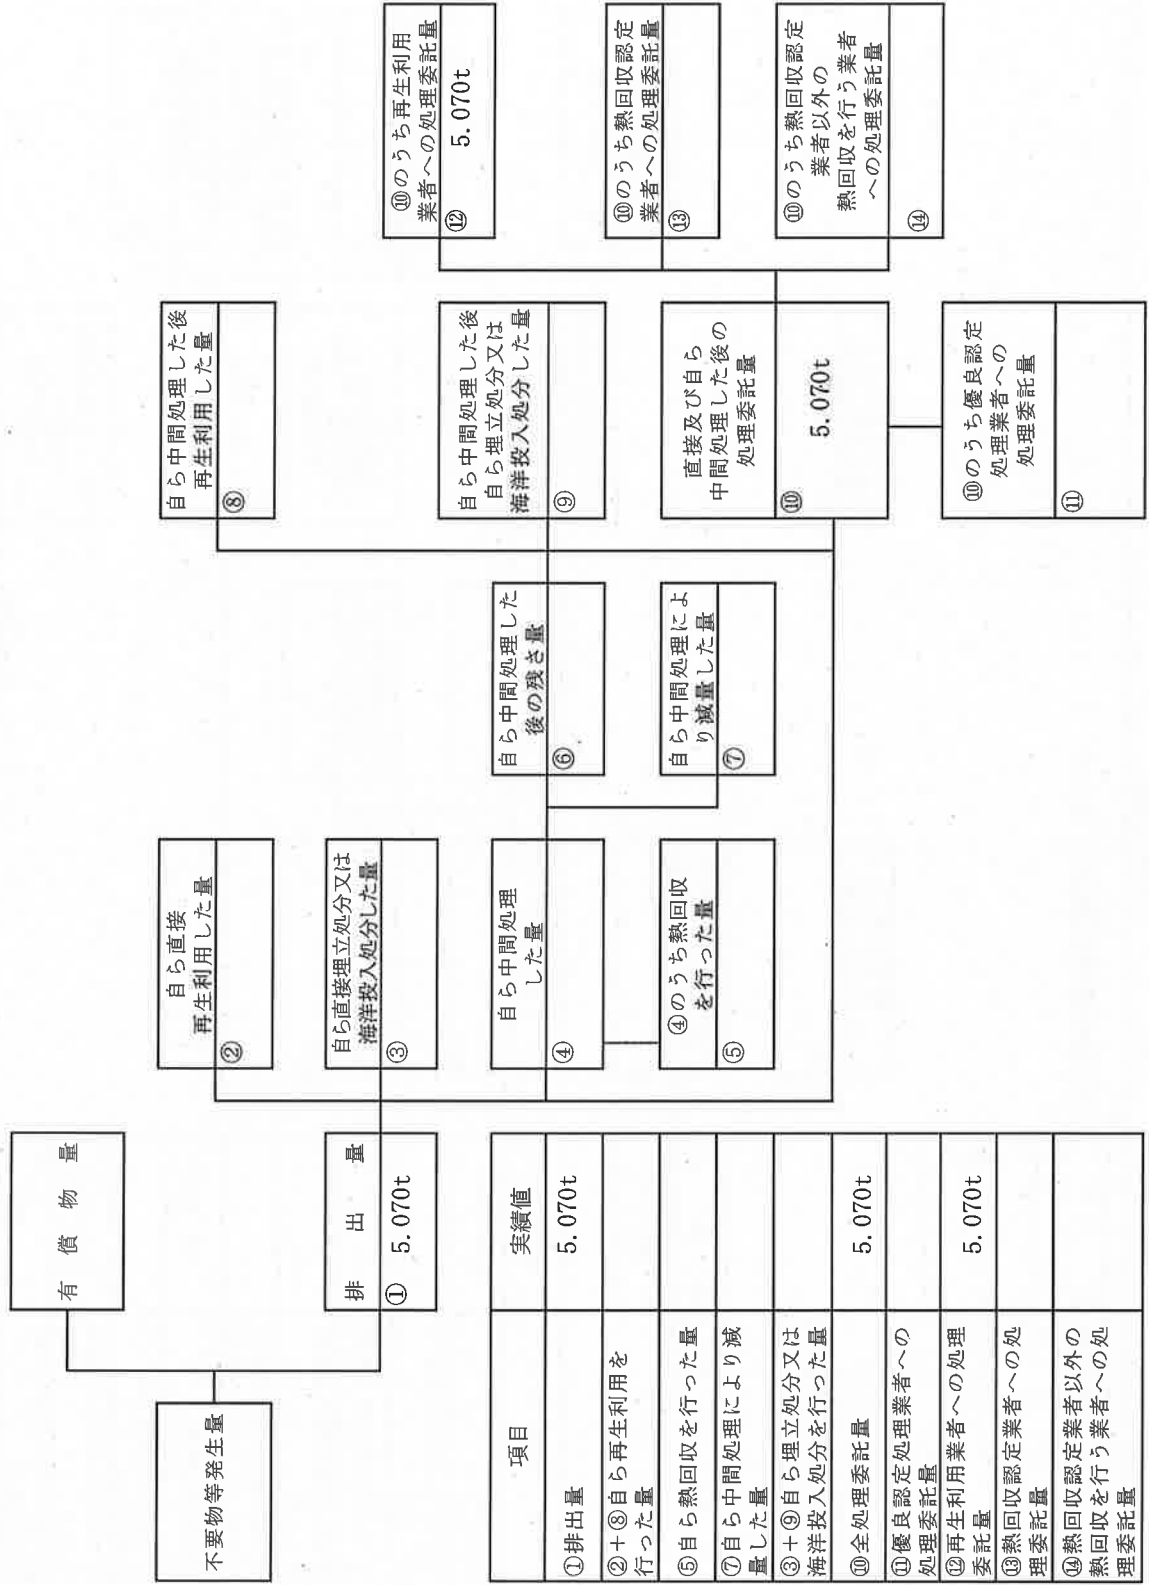 不要物等発生量
有償物量
排出量
① 5.070t
自ら直接
再生利用した量
②
自ら直接埋立処分又は
海洋投入処分した量
③
自ら中間処理
した量
④
④のうち熱回収
を行った量
⑤
自ら中間処理した
後の残さ量
⑥
自ら中間処理によ
り減量した量
⑦
自ら中間処理した後
再生利用した量
⑧
自ら中間処理した後
自ら埋立処分又は
海洋投入処分した量
⑨
直接及び自ら
中間処理した後の
処理委託量
⑩
5.070t
⑩のうち優良認定
処理業者への
処理委託量
⑪
⑩のうち再生利用
業者への処理委託量
⑫ 5.070t
⑩のうち熱回収認定
業者への処理委託量
⑬
⑩のうち熱回収認定
業者以外の
熱回収を行う業者
への処理委託量
⑭
項目 実績値
①排出量 5.070t
②+⑧自ら再生利用を
行った量
⑤自ら熱回収を行った量
⑦自ら中間処理により減
量した量
③+⑨自ら埋立処分又は
海洋投入処分を行った量
⑩全処理委託量 5.070t
⑪優良認定処理業者への
処理委託量
⑫再生利用業者への処理
委託量 5.070t
⑬熱回収認定業者への処
理委託量
⑭熱回収認定業者以外の
熱回収を行う業者への処
理委託量